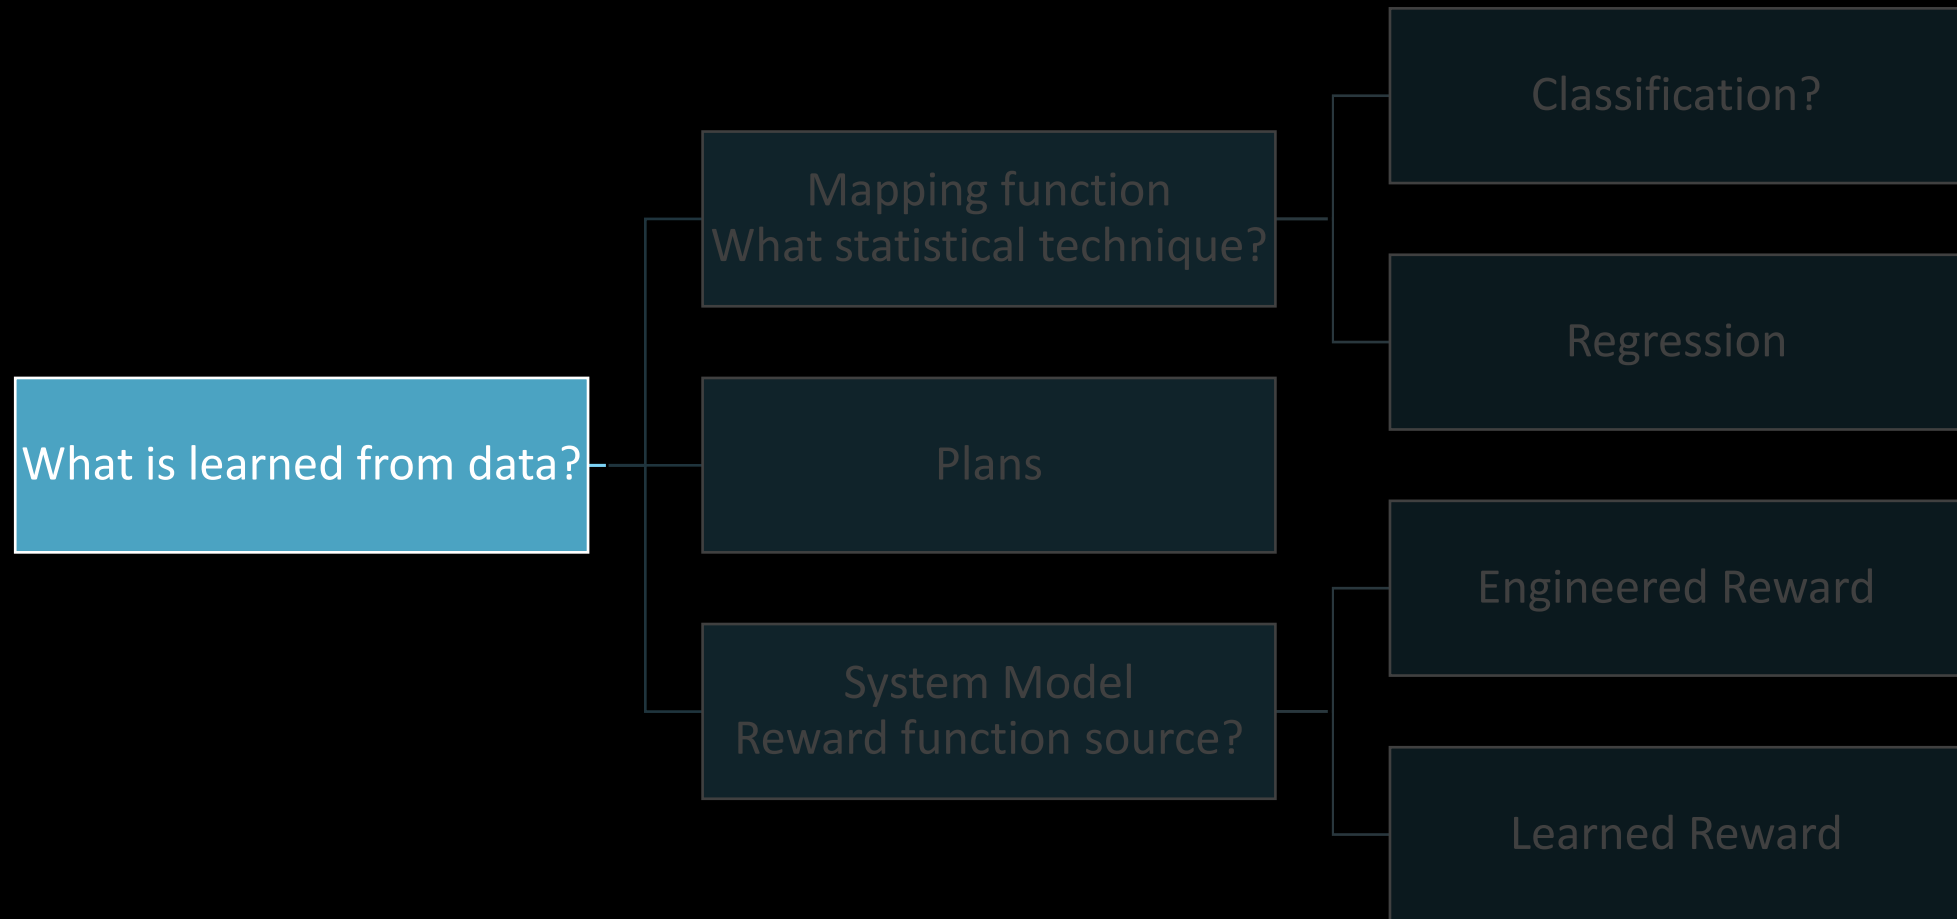 What is learned from data?
Mapping function
What statistical technique?
Classification?
Regression
Plans
System Model
Reward function source?
Engineered Reward
Learned Reward